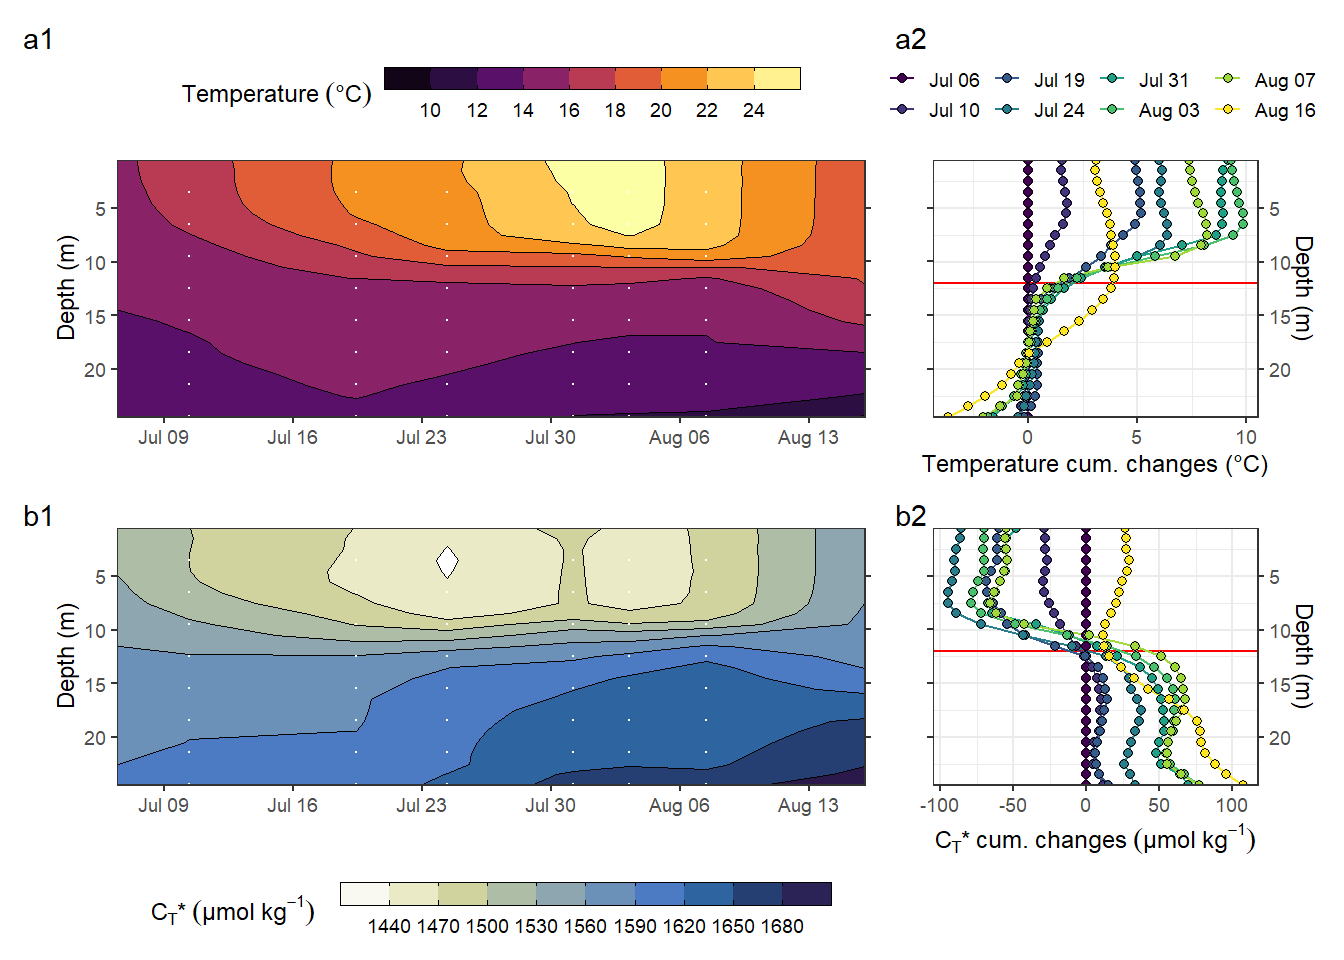 a1
Temperature (°C)
10 12 14 16 18 20 22 24
Depth (m)
5
10
15
20
Jul 09 Jul 16 Jul 23 Jul 30 Aug 06 Aug 13
a2
Jul 06 Jul 19 Jul 31 Aug 07
Jul 10 Jul 24 Aug 03 Aug 16
5
10
15
20
Depth (m)
0 5 10
Temperature cum. changes (°C)
b1
Depth (m)
5
10
15
20
Jul 09 Jul 16 Jul 23 Jul 30 Aug 06 Aug 13
C_T* (μmol kg⁻¹)
1440 1470 1500 1530 1560 1590 1620 1650 1680
b2
5
10
15
20
Depth (m)
-100 -50 0 50 100
C_T* cum. changes (μmol kg⁻¹)